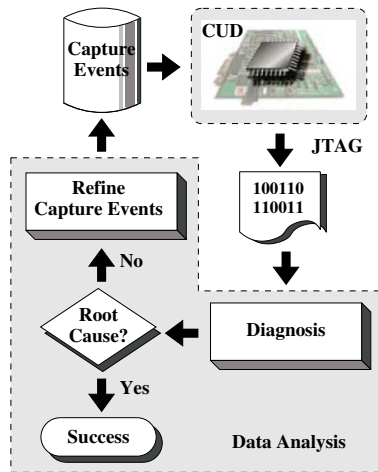 Capture
Events
CUD
JTAG
100110
110011
Refine
Capture Events
No
Root
Cause?
Diagnosis
Yes
Success
Data Analysis